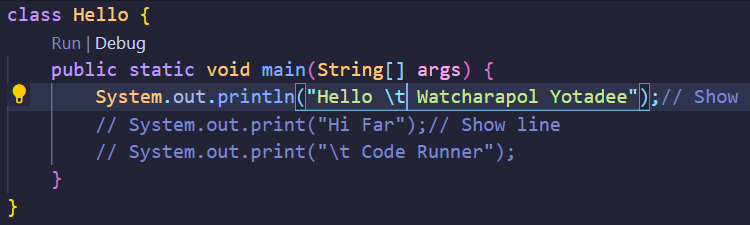 class Hello {
Run | Debug
public static void main(String[] args) {
System.out.println("Hello \t Watcharapol Yotadee");// Show
// System.out.print("Hi Far");// Show line
// System.out.print("\t Code Runner");
}
}